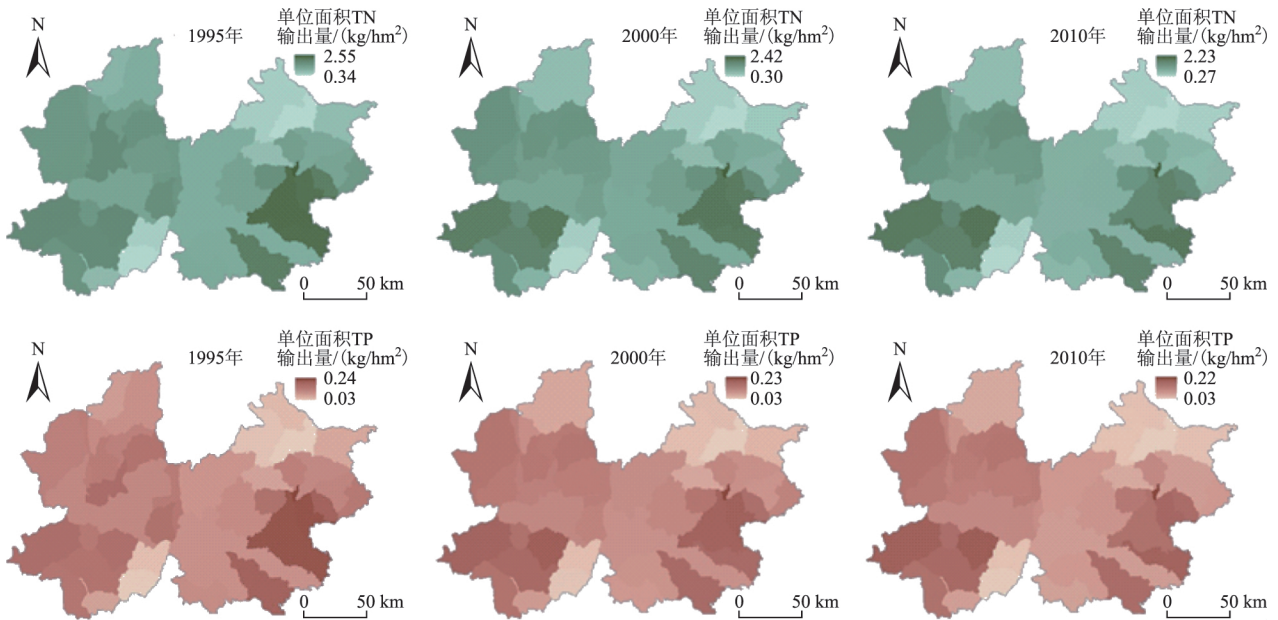 N
1995年
单位面积TN
输出量/(kg/hm²)
2.55
0.34
0 50 km
N
2000年
单位面积TN
输出量/(kg/hm²)
2.42
0.30
0 50 km
N
2010年
单位面积TN
输出量/(kg/hm²)
2.23
0.27
0 50 km
N
1995年
单位面积TP
输出量/(kg/hm²)
0.24
0.03
0 50 km
N
2000年
单位面积TP
输出量/(kg/hm²)
0.23
0.03
0 50 km
N
2010年
单位面积TP
输出量/(kg/hm²)
0.22
0.03
0 50 km